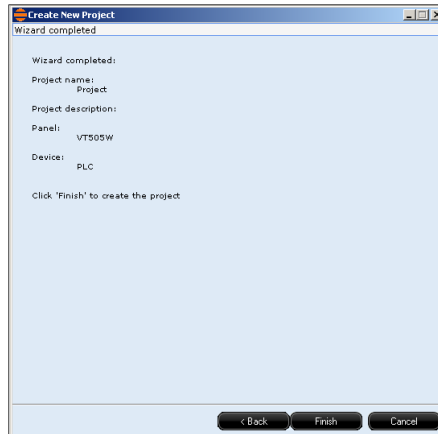 Create New Project
Wizard completed
Wizard completed:
Project name:
Project
Project description:
Panel:
VT505W
Device:
PLC
Click 'Finish' to create the project
< Back
Finish
Cancel